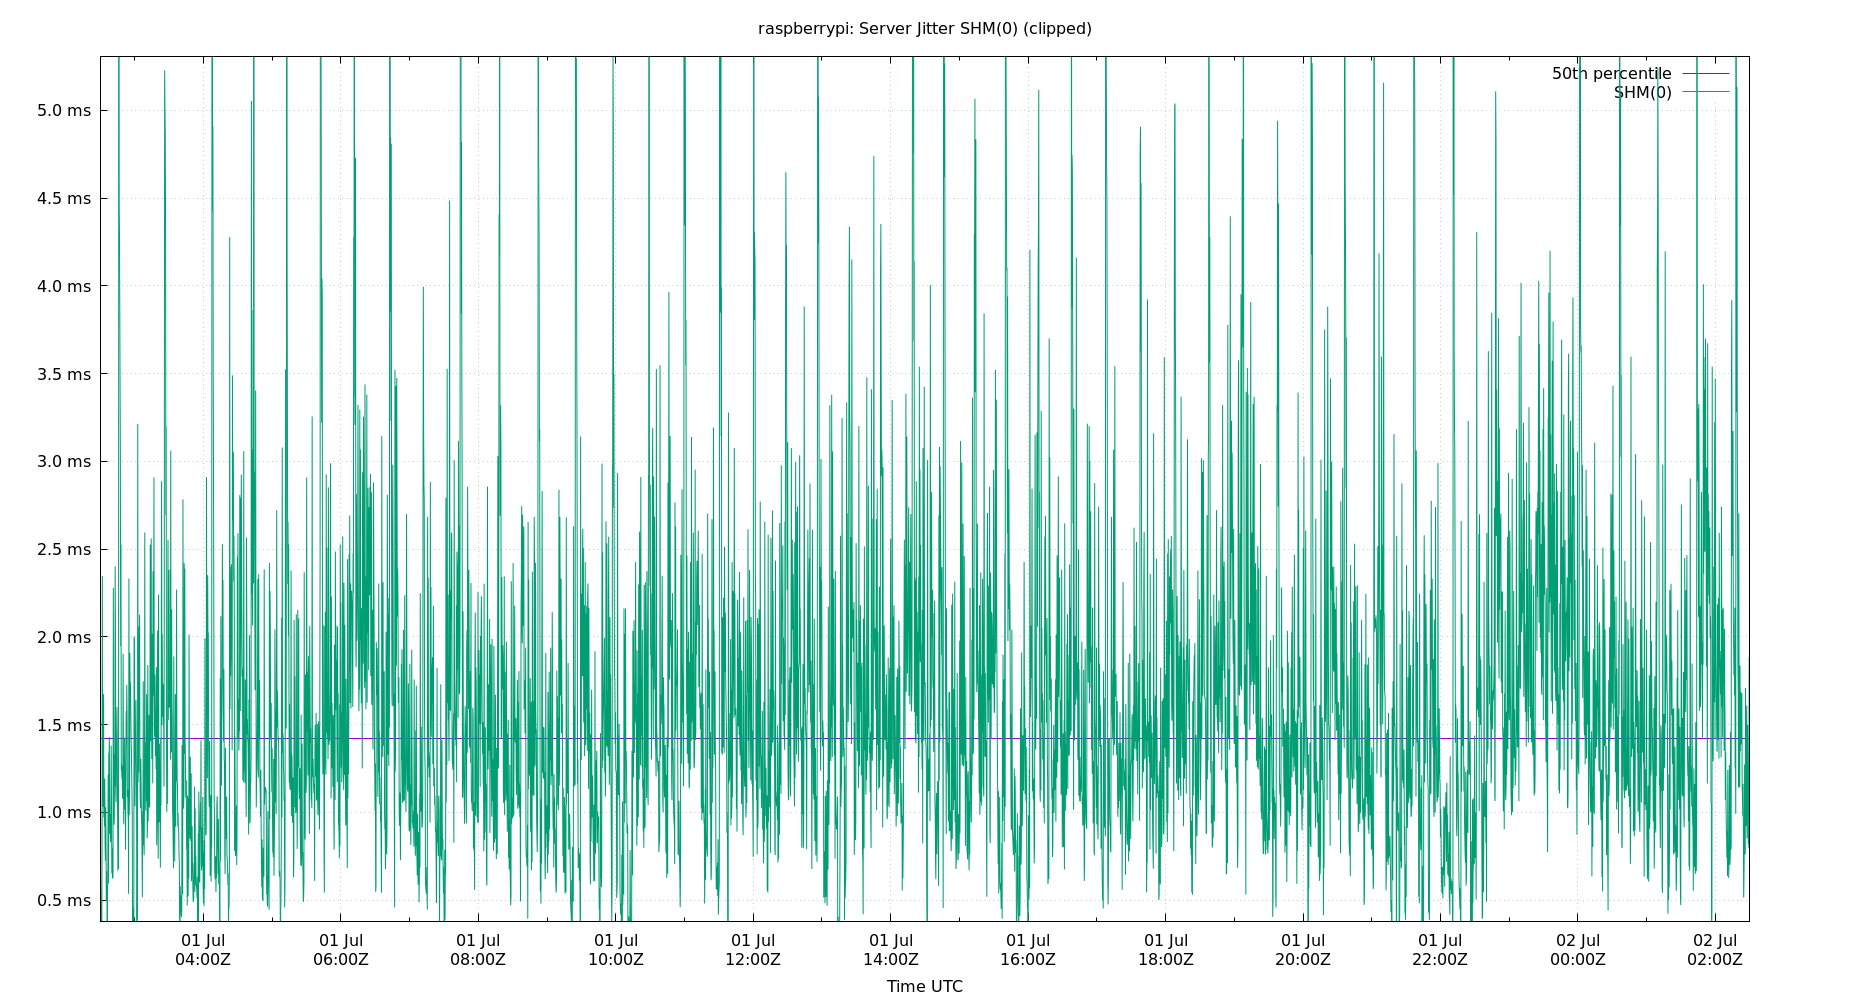 raspberrypi: Server Jitter SHM(0) (clipped)
50th percentile
SHM(0)
5.0 ms
4.5 ms
4.0 ms
3.5 ms
3.0 ms
2.5 ms
2.0 ms
1.5 ms
1.0 ms
0.5 ms
01 Jul 01 Jul 01 Jul 01 Jul 01 Jul 01 Jul 01 Jul 01 Jul 01 Jul 01 Jul 02 Jul 02 Jul
04:00Z 06:00Z 08:00Z 10:00Z 12:00Z 14:00Z 16:00Z 18:00Z 20:00Z 22:00Z 00:00Z 02:00Z
Time UTC